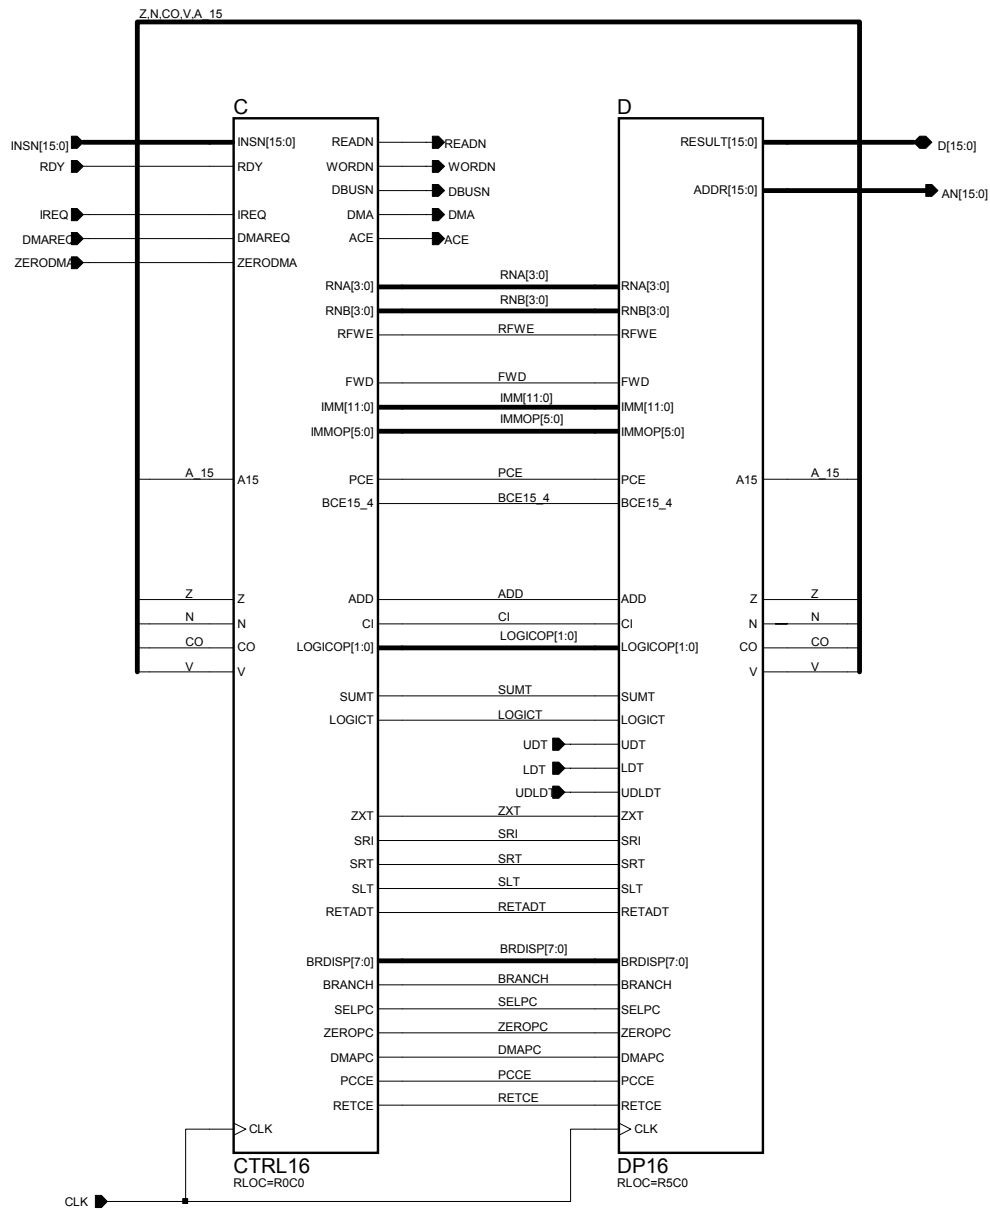 Z,N,CO,V,A_15
C D
INSN[15:0] INSN[15:0] READN READN RESULT[15:0] D[15:0]
RDY RDY WORDN WORDN
DBUSN DBUSN ADDR[15:0] AN[15:0]
IREQ IREQ DMA DMA
DMAREQ DMAREQ ACE ACE
ZERODMA ZERODMA
RNA[3:0] RNA[3:0] RNA[3:0]
RNB[3:0] RNB[3:0] RNB[3:0]
RFWE RFWE RFWE
FWD FWD FWD
IMM[11:0] IMM[11:0] IMM[11:0]
IMMOP[5:0] IMMOP[5:0] IMMOP[5:0]
A_15 A15 PCE PCE PCE A15 A_15
BCE15_4 BCE15_4 BCE15_4
Z Z ADD ADD ADD Z Z
N N CI CI CI N N
CO CO LOGICOP[1:0] LOGICOP[1:0] LOGICOP[1:0] CO CO
V V V V
SUMT SUMT SUMT
LOGICT LOGICT LOGICT
UDT UDT
LDT LDT
UDLDT UDLDT
ZXT ZXT ZXT
SRI SRI SRI
SRT SRT SRT
SLT SLT SLT
RETADT RETADT RETADT
BRDISP[7:0] BRDISP[7:0] BRDISP[7:0]
BRANCH BRANCH BRANCH
SELPC SELPC SELPC
ZEROPC ZEROPC ZEROPC
DMAPC DMAPC DMAPC
PCCE PCCE PCCE
RETCE RETCE RETCE
CLK CLK
CTRL16 DP16
RLOC=R0C0 RLOC=R5C0
CLK